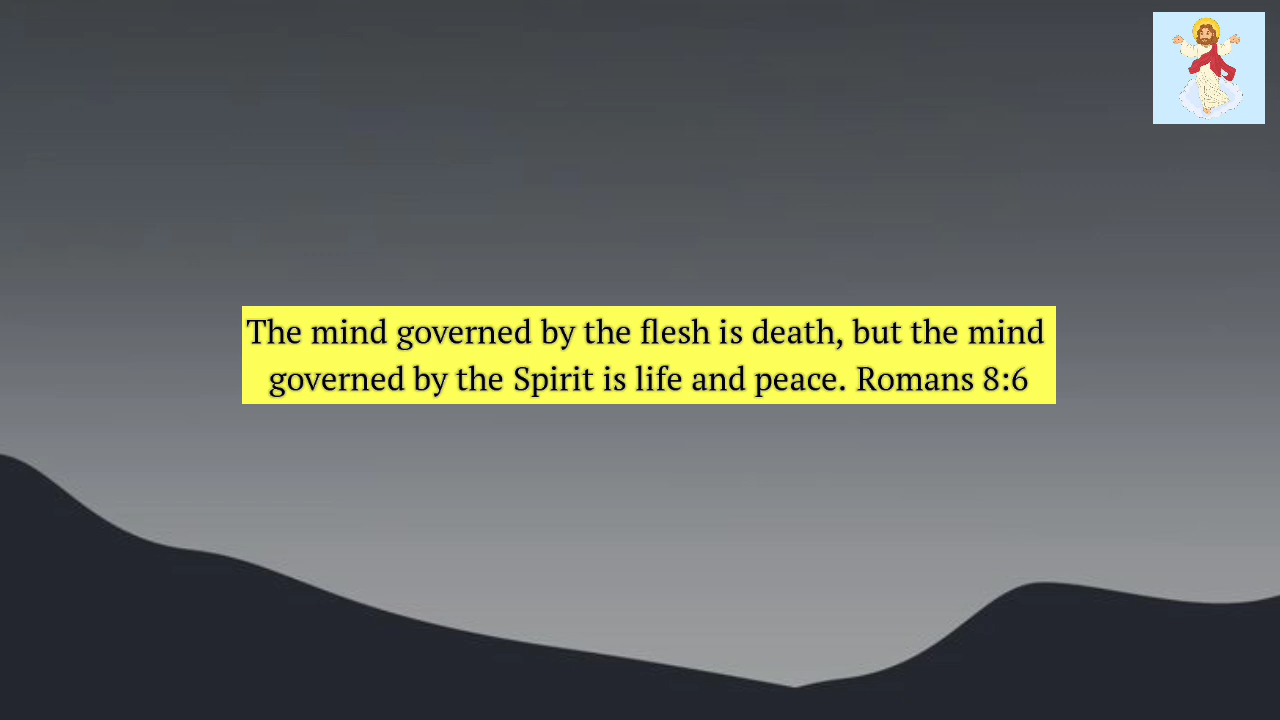 The mind governed by the flesh is death, but the mind
governed by the Spirit is life and peace. Romans 8:6